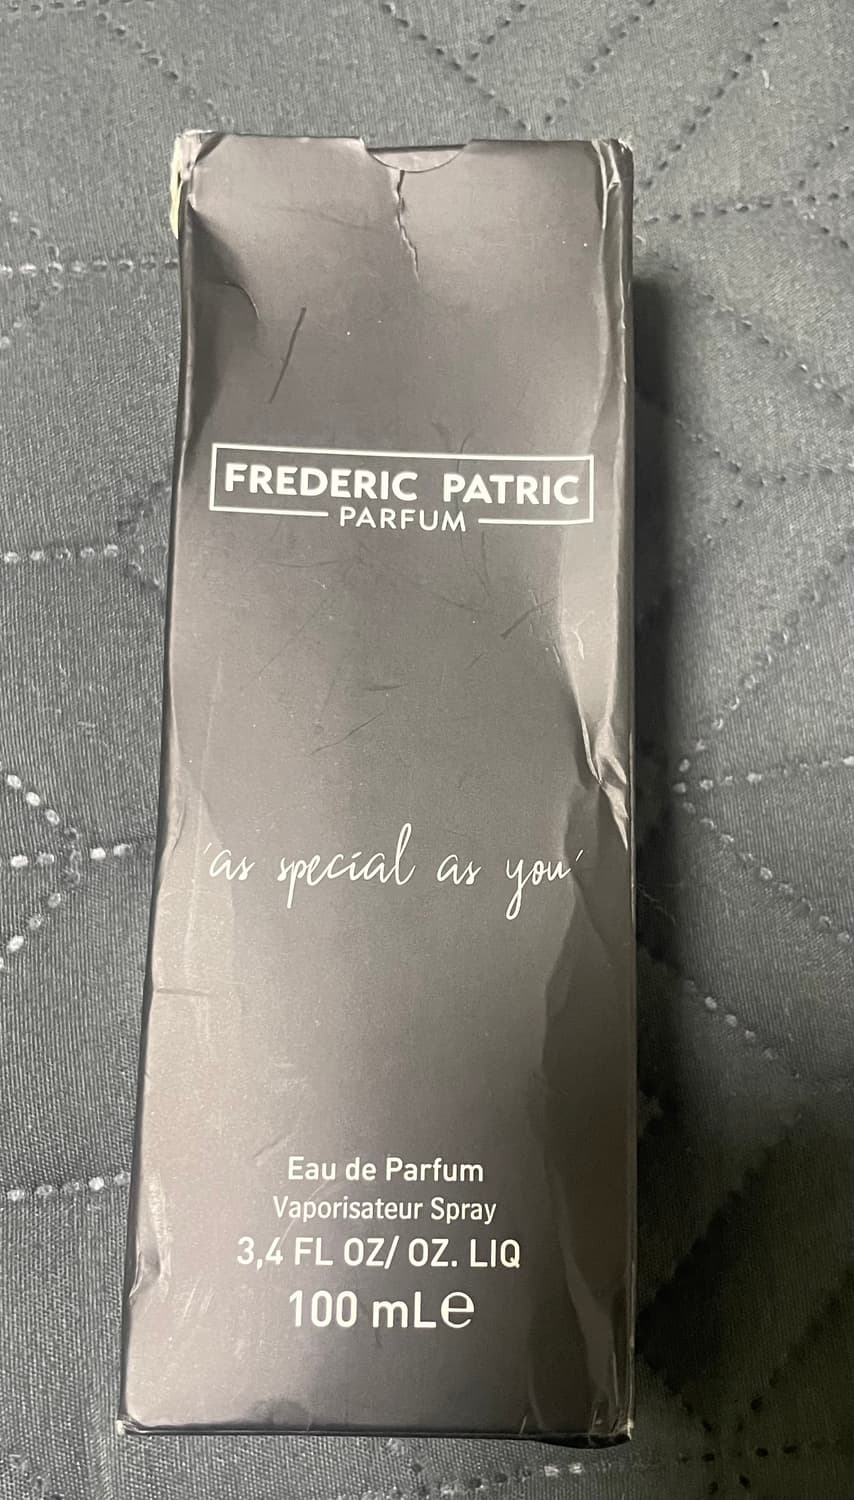 FREDERIC PATRIC
PARFUM
'as special as you'
Eau de Parfum
Vaporisateur Spray
3,4 FL OZ/ OZ. LIQ
100 mL℮